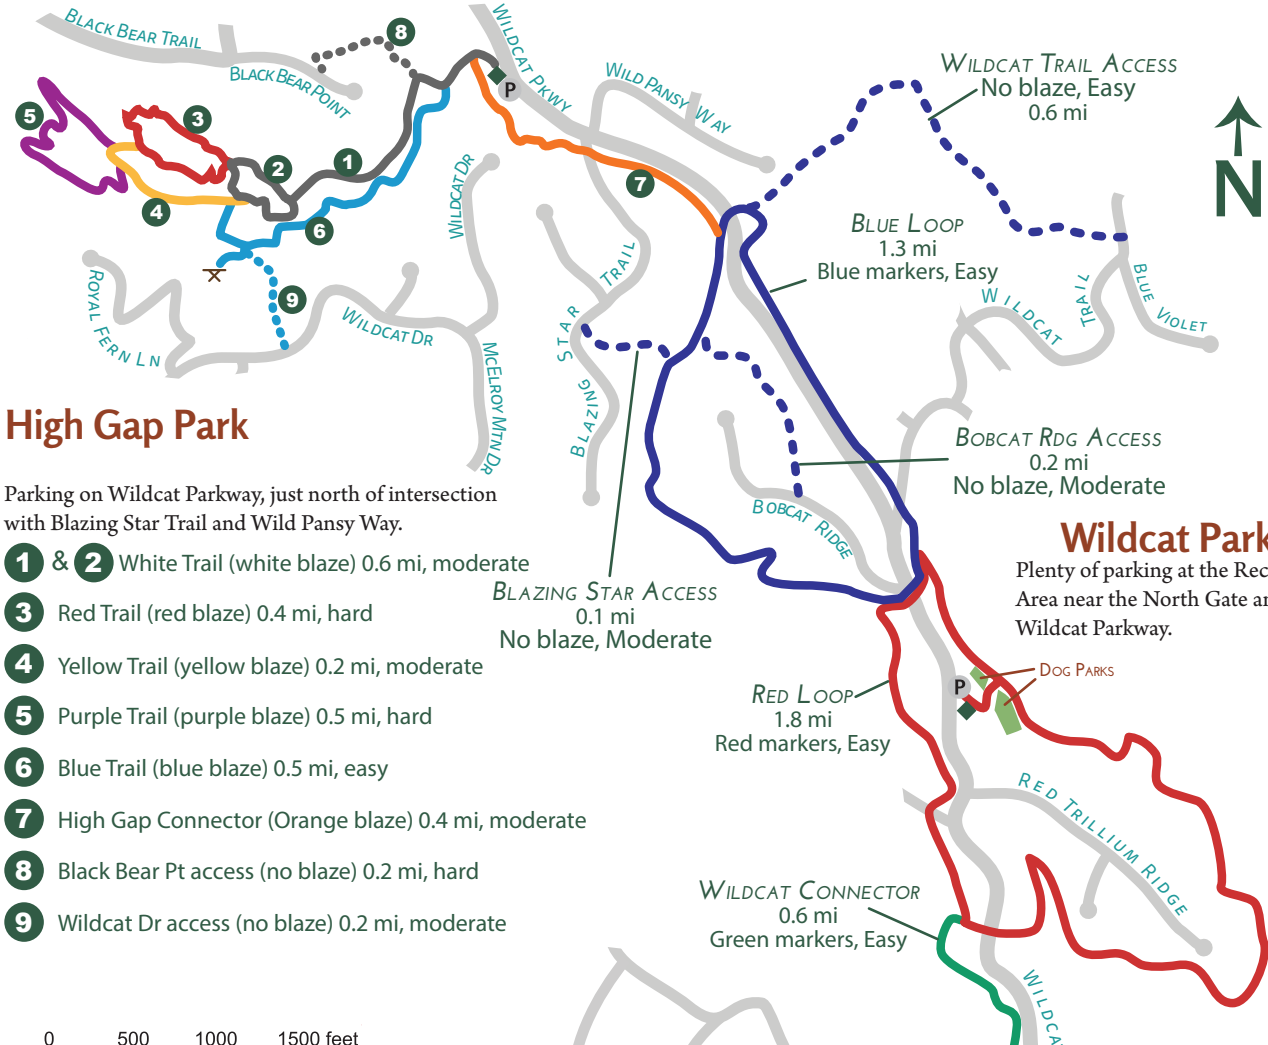 BLACK BEAR TRAIL
BLACK BEAR POINT
8
WILDCAT PKWY
P
WILD PANSY WAY
WILDCAT TRAIL ACCESS
No blaze, Easy
0.6 mi
N
5
3
2
1
4
6
7
9
WILDCAT DR
BLUE LOOP
1.3 mi
Blue markers, Easy
STAR TRAIL
BLAZING
ROYAL FERN LN
WILDCAT DR
MCELROY MTN DR
WILDCAT TRAIL
BLUE VIOLET
High Gap Park
Parking on Wildcat Parkway, just north of intersection
with Blazing Star Trail and Wild Pansy Way.
1 & 2 White Trail (white blaze) 0.6 mi, moderate
3 Red Trail (red blaze) 0.4 mi, hard
4 Yellow Trail (yellow blaze) 0.2 mi, moderate
5 Purple Trail (purple blaze) 0.5 mi, hard
6 Blue Trail (blue blaze) 0.5 mi, easy
7 High Gap Connector (Orange blaze) 0.4 mi, moderate
8 Black Bear Pt access (no blaze) 0.2 mi, hard
9 Wildcat Dr access (no blaze) 0.2 mi, moderate
BOBCAT RDG ACCESS
0.2 mi
No blaze, Moderate
BOBCAT RIDGE
BLAZING STAR ACCESS
0.1 mi
No blaze, Moderate
Wildcat Park
Plenty of parking at the Rec
Area near the North Gate
Wildcat Parkway.
DOG PARKS
P
RED LOOP
1.8 mi
Red markers, Easy
RED TRILLIUM RIDGE
WILDCAT CONNECTOR
0.6 mi
Green markers, Easy
WILDCA
0 500 1000 1500 feet